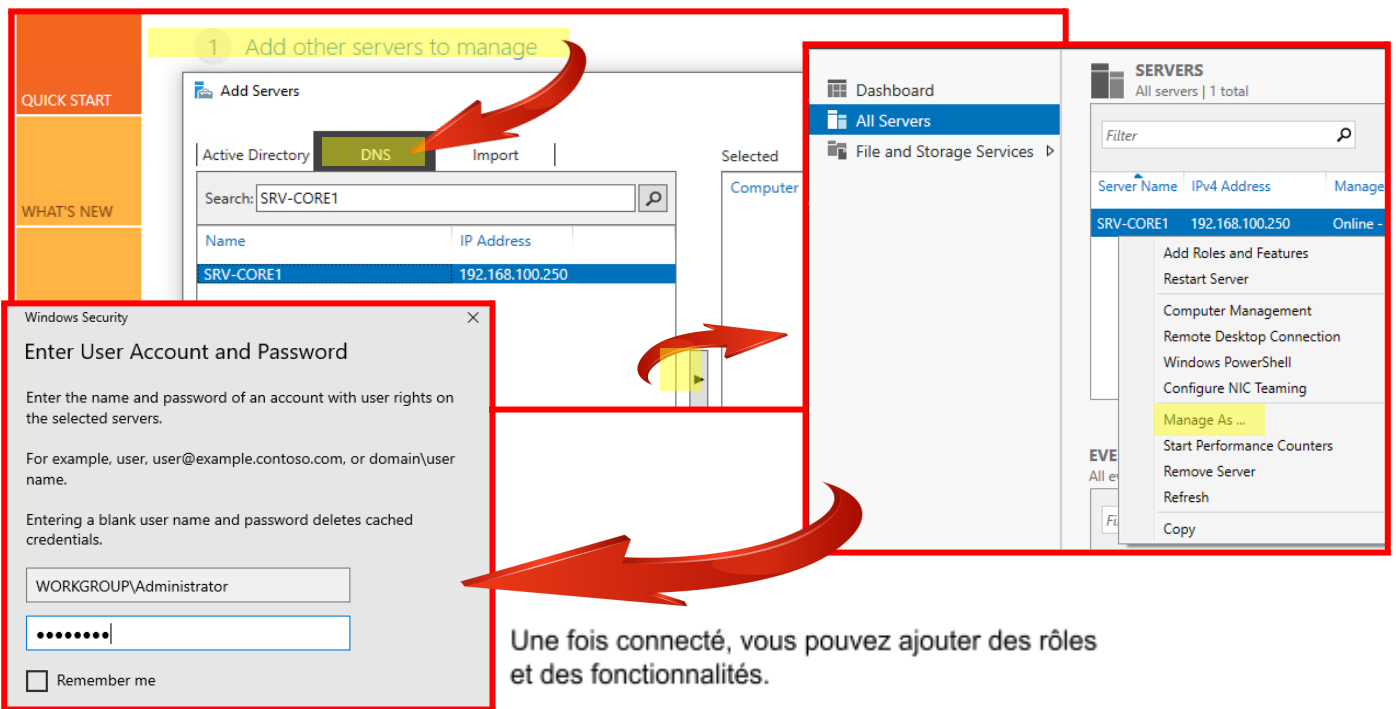 QUICK START
WHAT'S NEW
1 Add other servers to manage
Add Servers
Active Directory
DNS
Import
Search: SRV-CORE1
Name IP Address
SRV-CORE1 192.168.100.250
Selected
Computer
Dashboard
All Servers
File and Storage Services
SERVERS
All servers | 1 total
Filter
Server Name IPv4 Address Manage
SRV-CORE1 192.168.100.250 Online -
Add Roles and Features
Restart Server
Computer Management
Remote Desktop Connection
Windows PowerShell
Configure NIC Teaming
Manage As ...
Start Performance Counters
Remove Server
Refresh
Copy
EVE
All e
Fi
Windows Security
Enter User Account and Password
Enter the name and password of an account with user rights on
the selected servers.
For example, user, user@example.contoso.com, or domain\user
name.
Entering a blank user name and password deletes cached
credentials.
WORKGROUP\Administrator
●●●●●●●●
Remember me
Une fois connecté, vous pouvez ajouter des rôles
et des fonctionnalités.